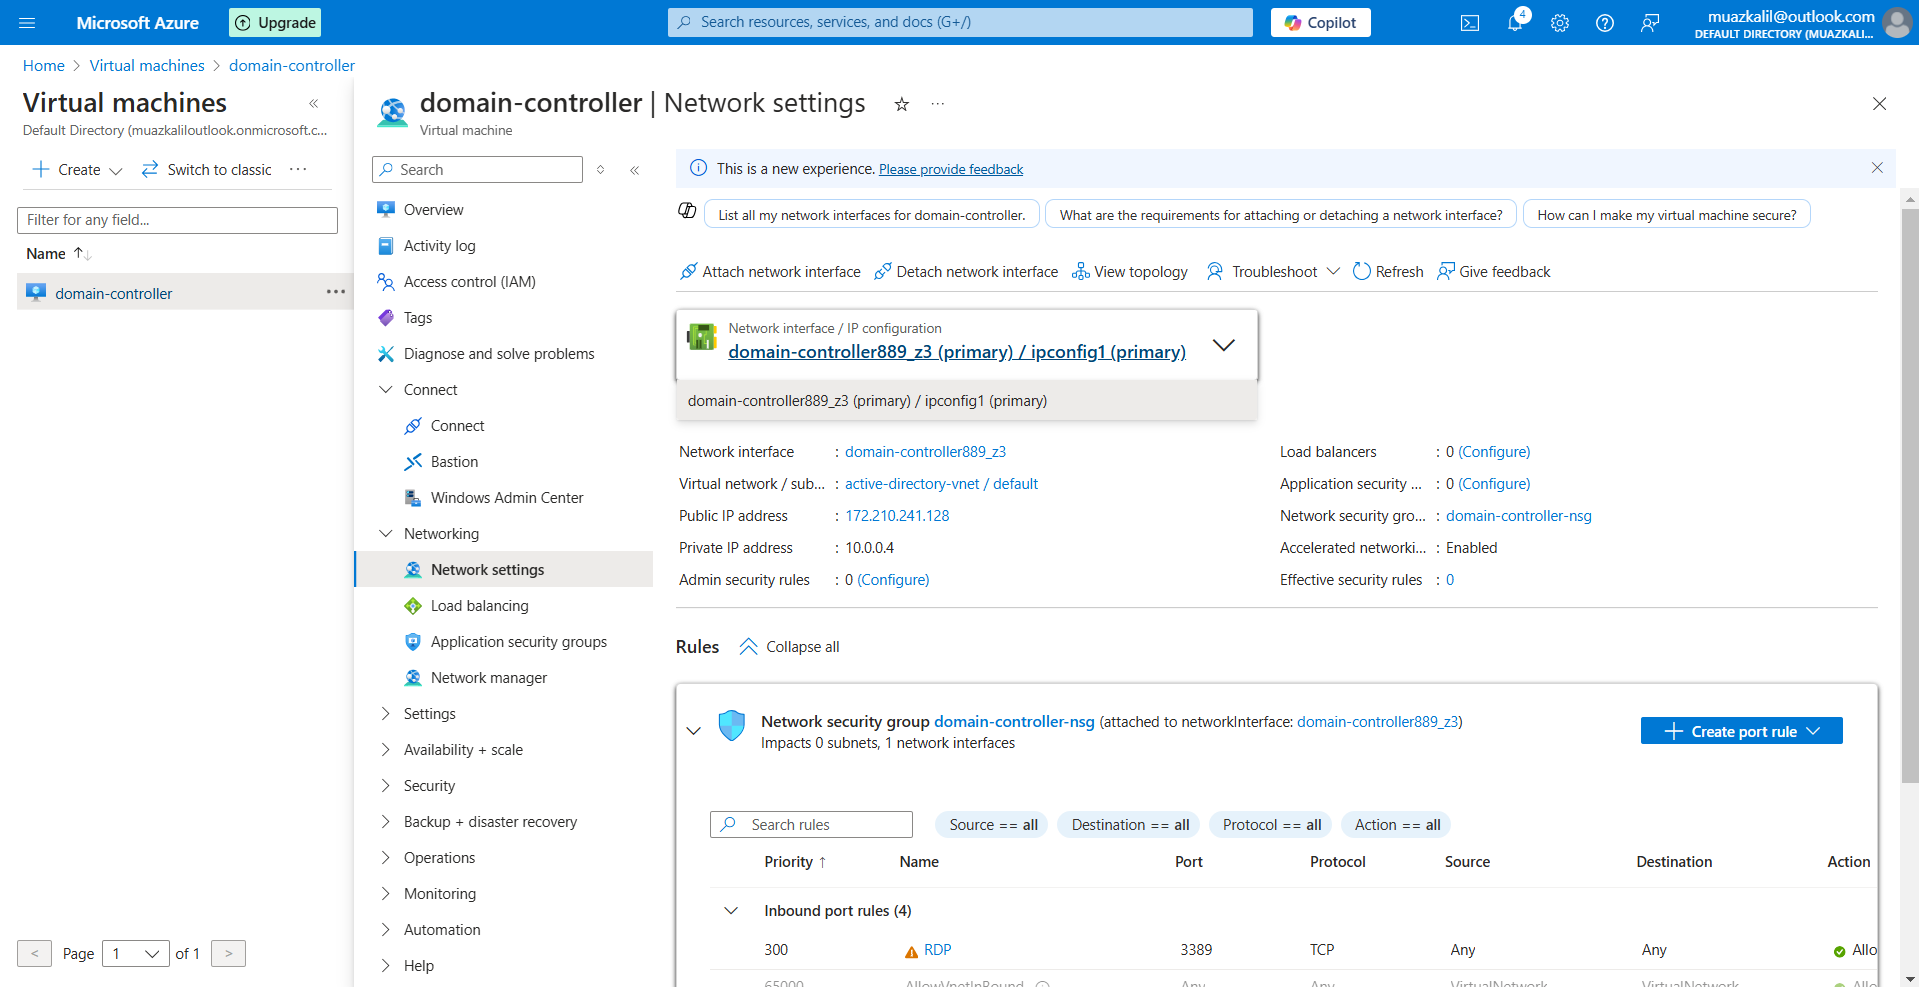 Microsoft Azure
Upgrade
Search resources, services, and docs (G+/)
Copilot
4
muazkalil@outlook.com
DEFAULT DIRECTORY (MUAZKALI...
Home > Virtual machines > domain-controller
Virtual machines
Default Directory (muazkaliloutlook.onmicrosoft.c...
Create
Switch to classic
Filter for any field...
Name
domain-controller
< Page 1 of 1 >
domain-controller | Network settings
Virtual machine
Search
Overview
Activity log
Access control (IAM)
Tags
Diagnose and solve problems
Connect
Connect
Bastion
Windows Admin Center
Networking
Network settings
Load balancing
Application security groups
Network manager
Settings
Availability + scale
Security
Backup + disaster recovery
Operations
Monitoring
Automation
Help
This is a new experience. Please provide feedback
List all my network interfaces for domain-controller.
What are the requirements for attaching or detaching a network interface?
How can I make my virtual machine secure?
Attach network interface
Detach network interface
View topology
Troubleshoot
Refresh
Give feedback
Network interface / IP configuration
domain-controller889_z3 (primary) / ipconfig1 (primary)
domain-controller889_z3 (primary) / ipconfig1 (primary)
Network interface : domain-controller889_z3
Virtual network / sub... : active-directory-vnet / default
Public IP address : 172.210.241.128
Private IP address : 10.0.0.4
Admin security rules : 0 (Configure)
Load balancers : 0 (Configure)
Application security ... : 0 (Configure)
Network security gro... : domain-controller-nsg
Accelerated networki... : Enabled
Effective security rules : 0
Rules
Collapse all
Network security group domain-controller-nsg (attached to networkInterface: domain-controller889_z3)
Impacts 0 subnets, 1 network interfaces
Create port rule
Search rules
Source == all
Destination == all
Protocol == all
Action == all
Priority ↑ Name Port Protocol Source Destination Action
Inbound port rules (4)
300 RDP 3389 TCP Any Any Allo
65000 AllowVnetInBound Any Any VirtualNetwork VirtualNetwork Allo